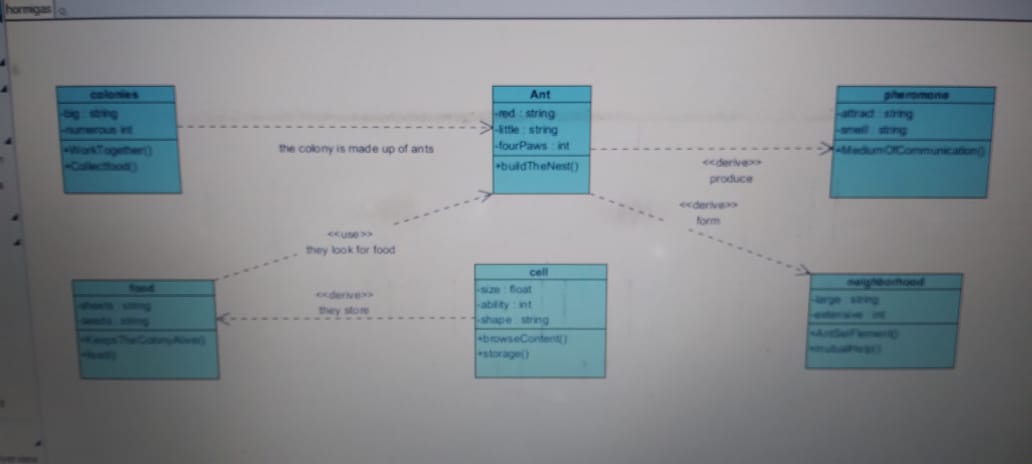 hormigas
colonies
-big : string
-numerous int
+WorkTogether()
+Collectfood()
the colony is made up of ants
Ant
-red : string
-little : string
-fourPaws : int
+buildTheNest()
<<derive>>
produce
pheromone
-attract : string
-smell : string
+MediumOfCommunication()
<<derive>>
form
<<use>>
they look for food
food
-sheets : string
-seeds : string
+KeepsTheColonyAlive()
+feed()
<<derive>>
they store
cell
-size : float
-ability : int
-shape : string
+browseContent()
+storage()
neighborhood
-large : string
-extensive : int
+mutualHelp()